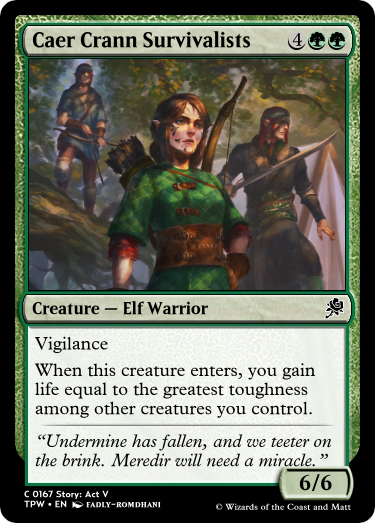 Caer Crann Survivalists 4
Creature — Elf Warrior
Vigilance
When this creature enters, you gain
life equal to the greatest toughness
among other creatures you control.
“Undermine has fallen, and we teeter on
the brink. Meredir will need a miracle.”
6/6
C 0167 Story: Act V
TPW • EN FADLY-ROMDHANI
© Wizards of the Coast and Matt